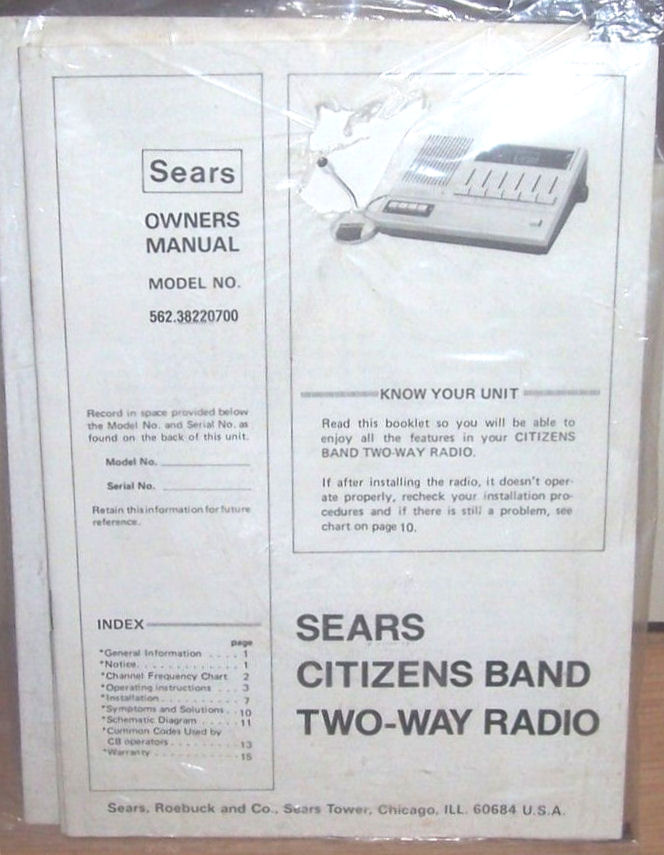 Sears
OWNERS
MANUAL
MODEL NO.
562.38220700
Record in space provided below
the Model No. and Serial No. as
found on the back of this unit.
Model No.
Serial No.
Retain this information for future
reference.
INDEX
page
*General Information . . . . 1
*Notice. . . . . . . . . . . . . 1
*Channel Frequency Chart 2
*Operating instructions . . . 3
*Installation . . . . . . . . . . 7
*Symptoms and Solutions . . 10
*Schematic Diagram . . . . . 11
*Common Codes Used by
CB operators . . . . . . . . . 13
*Warranty . . . . . . . . . . . 15
KNOW YOUR UNIT
Read this booklet so you will be able to
enjoy all the features in your CITIZENS
BAND TWO-WAY RADIO.
If after installing the radio, it doesn't oper-
ate properly, recheck your installation pro-
cedures and if there is still a problem, see
chart on page 10.
SEARS
CITIZENS BAND
TWO-WAY RADIO
Sears, Roebuck and Co., Sears Tower, Chicago, ILL. 60684 U.S.A.